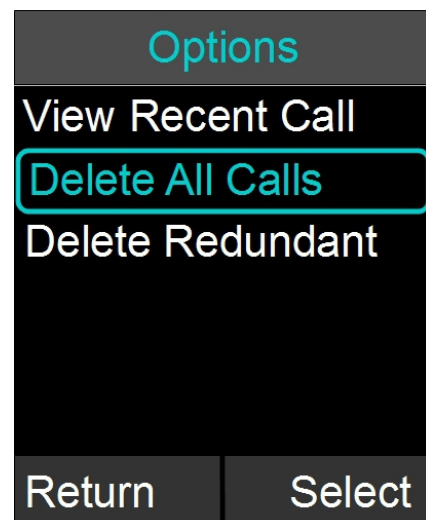 Options
View Recent Call
Delete All Calls
Delete Redundant
Return Select